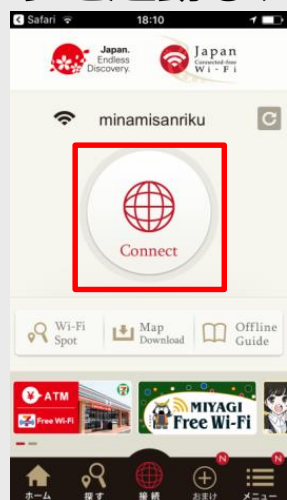 Safari 18:10
Japan.
Endless
Discovery.
Japan
Connected-free
Wi-Fi
minamisanriku
Connect
Wi-Fi
Spot
Map
Download
Offline
Guide
¥ ATM
Free Wi-Fi
MIYAGI
Free Wi-Fi
N
N
ホーム
探す
接続
おまけ
メニュー